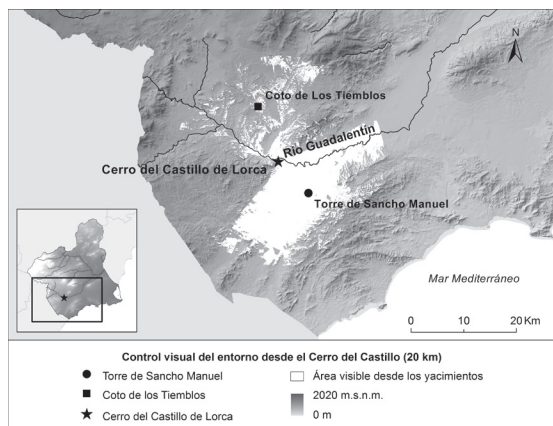 N
Coto de Los Tiemblos
Río Guadalentín
Cerro del Castillo de Lorca
Torre de Sancho Manuel
Mar Mediterráneo
0 10 20 Km
Control visual del entorno desde el Cerro del Castillo (20 km)
Torre de Sancho Manuel
Coto de los Tiemblos
Cerro del Castillo de Lorca
Área visible desde los yacimientos
2020 m.s.n.m.
0 m